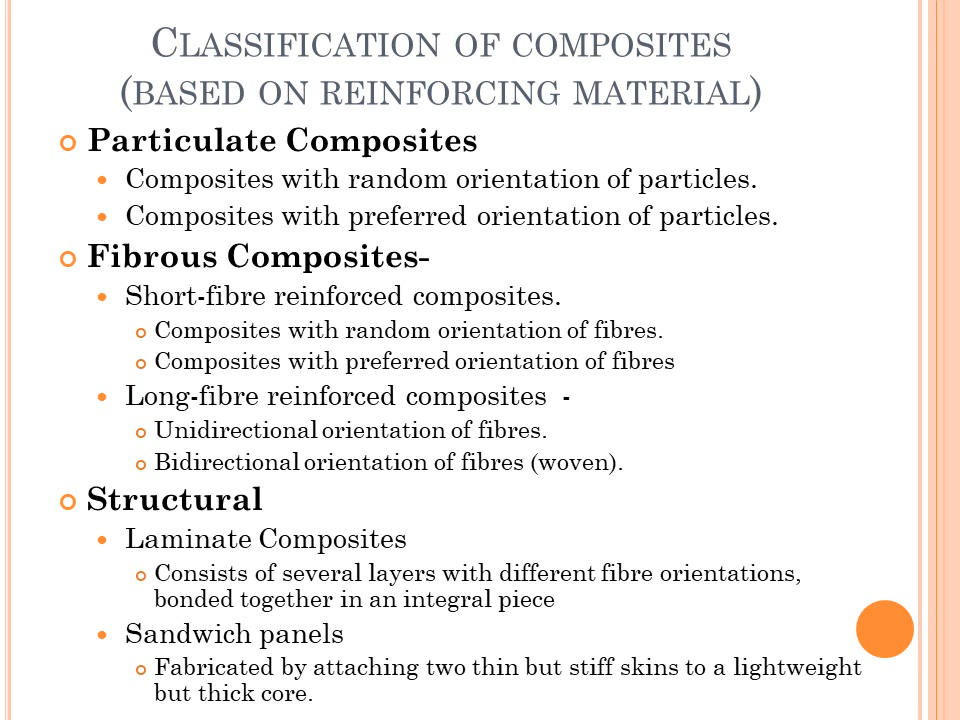 Classification of composites
(based on reinforcing material)
Particulate Composites
Composites with random orientation of particles.
Composites with preferred orientation of particles.
Fibrous Composites-
Short-fibre reinforced composites.
Composites with random orientation of fibres.
Composites with preferred orientation of fibres
Long-fibre reinforced composites -
Unidirectional orientation of fibres.
Bidirectional orientation of fibres (woven).
Structural
Laminate Composites
Consists of several layers with different fibre orientations,
bonded together in an integral piece
Sandwich panels
Fabricated by attaching two thin but stiff skins to a lightweight
but thick core.